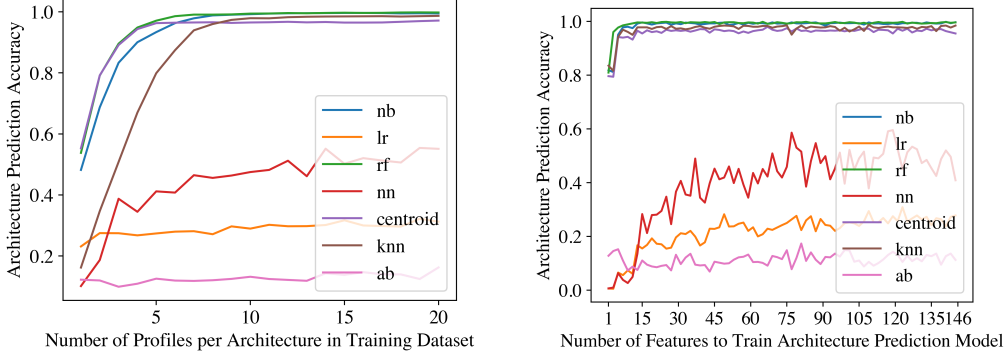 Architecture Prediction Accuracy
1.0
0.8
0.6
0.4
0.2
nb
lr
rf
nn
centroid
knn
ab
5
10
15
20
Number of Profiles per Architecture in Training Dataset
Architecture Prediction Accuracy
1.0
0.8
0.6
0.4
0.2
0.0
nb
lr
rf
nn
centroid
knn
ab
1
15
30
45
60
75
90
105
120
135
146
Number of Features to Train Architecture Prediction Model